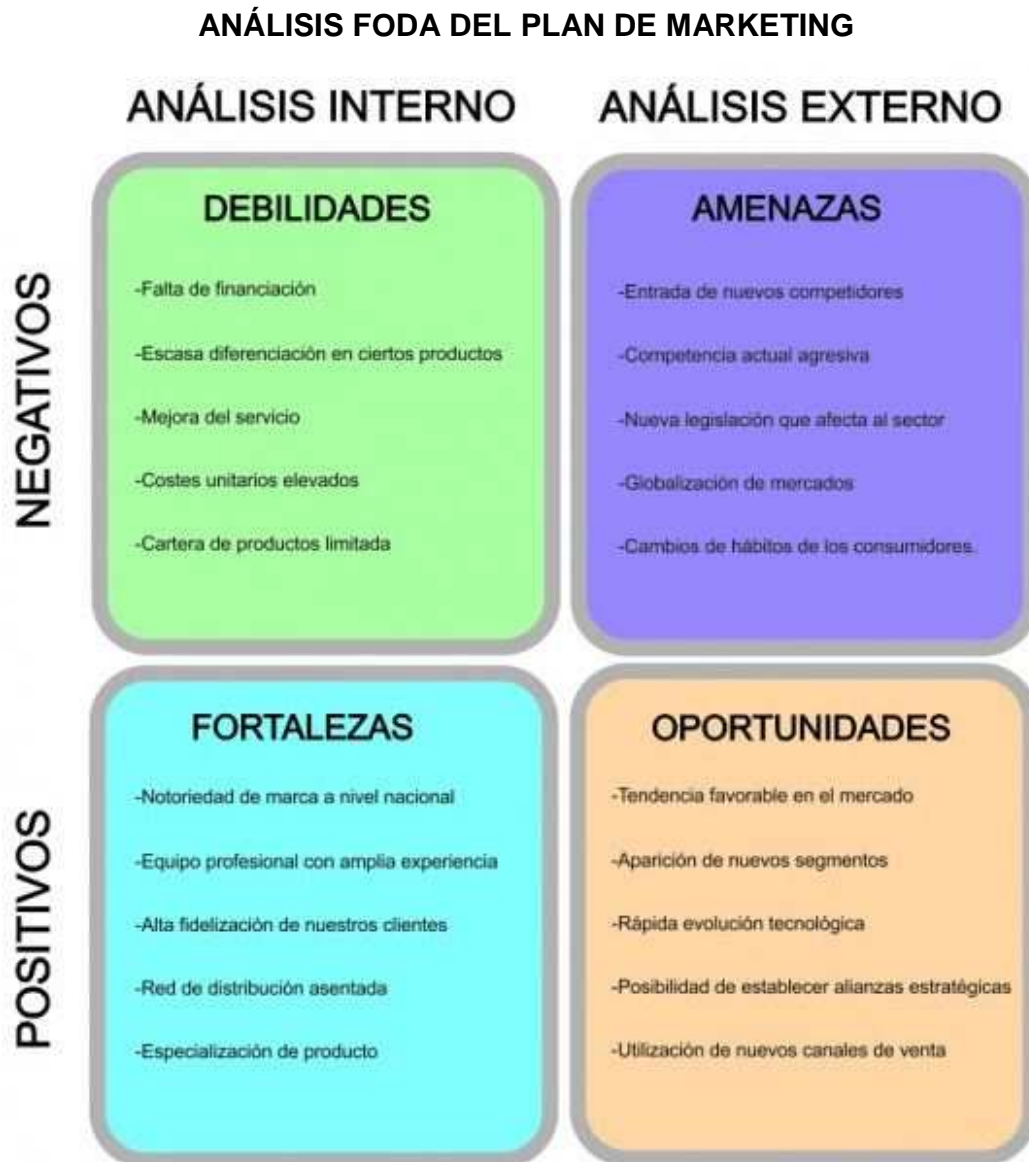 ANÁLISIS FODA DEL PLAN DE MARKETING
ANÁLISIS INTERNO
ANÁLISIS EXTERNO
NEGATIVOS
DEBILIDADES
-Falta de financiación
-Escasa diferenciación en ciertos productos
-Mejora del servicio
-Costes unitarios elevados
-Cartera de productos limitada
AMENAZAS
-Entrada de nuevos competidores
-Competencia actual agresiva
-Nueva legislación que afecta al sector
-Globalización de mercados
-Cambios de hábitos de los consumidores.
POSITIVOS
FORTALEZAS
-Notoriedad de marca a nivel nacional
-Equipo profesional con amplia experiencia
-Alta fidelización de nuestros clientes
-Red de distribución asentada
-Especialización de producto
OPORTUNIDADES
-Tendencia favorable en el mercado
-Aparición de nuevos segmentos
-Rápida evolución tecnológica
-Posibilidad de establecer alianzas estratégicas
-Utilización de nuevos canales de venta